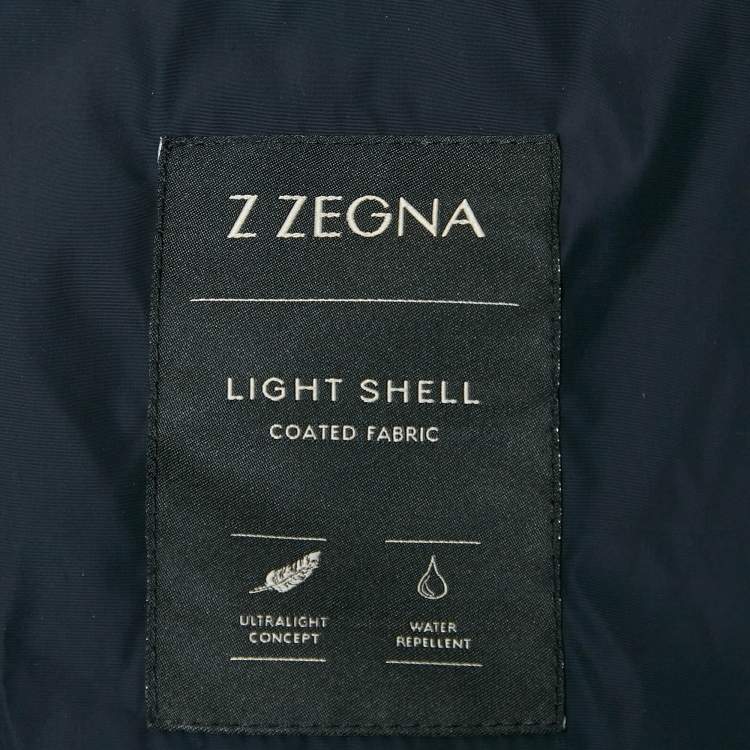 Z ZEGNA
LIGHT SHELL
COATED FABRIC
ULTRALIGHT
CONCEPT
WATER
REPELLENT